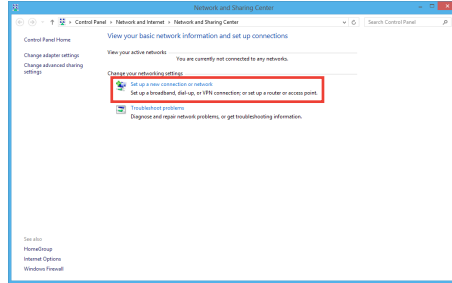 Network and Sharing Center
Control Panel ▸ Network and Internet ▸ Network and Sharing Center
Search Control Panel
Control Panel Home
Change adapter settings
Change advanced sharing
settings
View your basic network information and set up connections
View your active networks
You are currently not connected to any networks.
Change your networking settings
Set up a new connection or network
Set up a broadband, dial-up, or VPN connection; or set up a router or access point.
Troubleshoot problems
Diagnose and repair network problems, or get troubleshooting information.
See also
HomeGroup
Internet Options
Windows Firewall